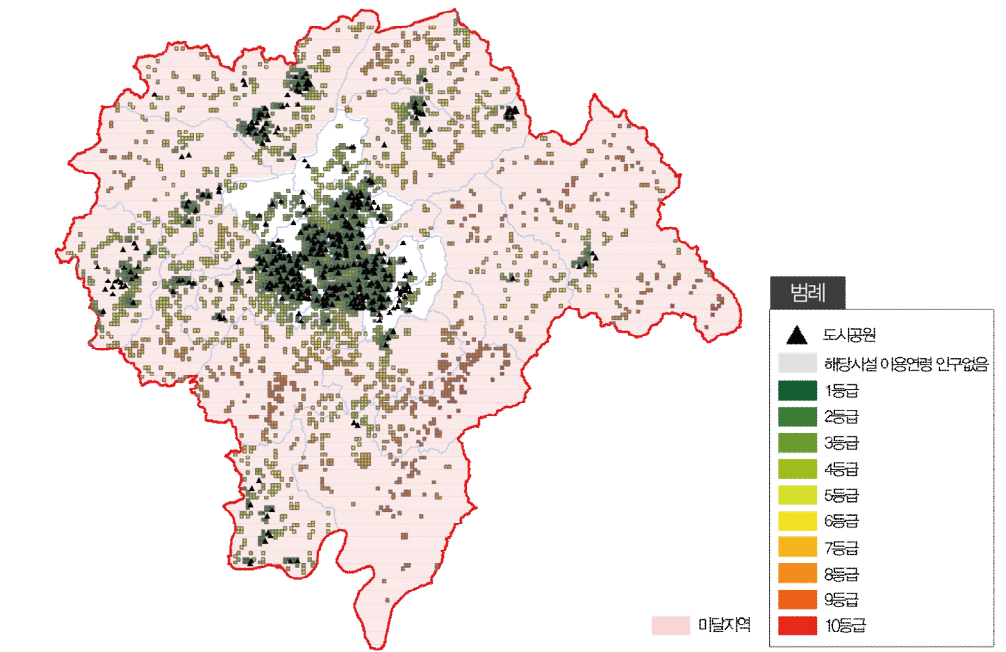 범례
도시공원
해당시설 이용연령 인구없음
1등급
2등급
3등급
4등급
5등급
6등급
7등급
8등급
9등급
10등급
미달지역